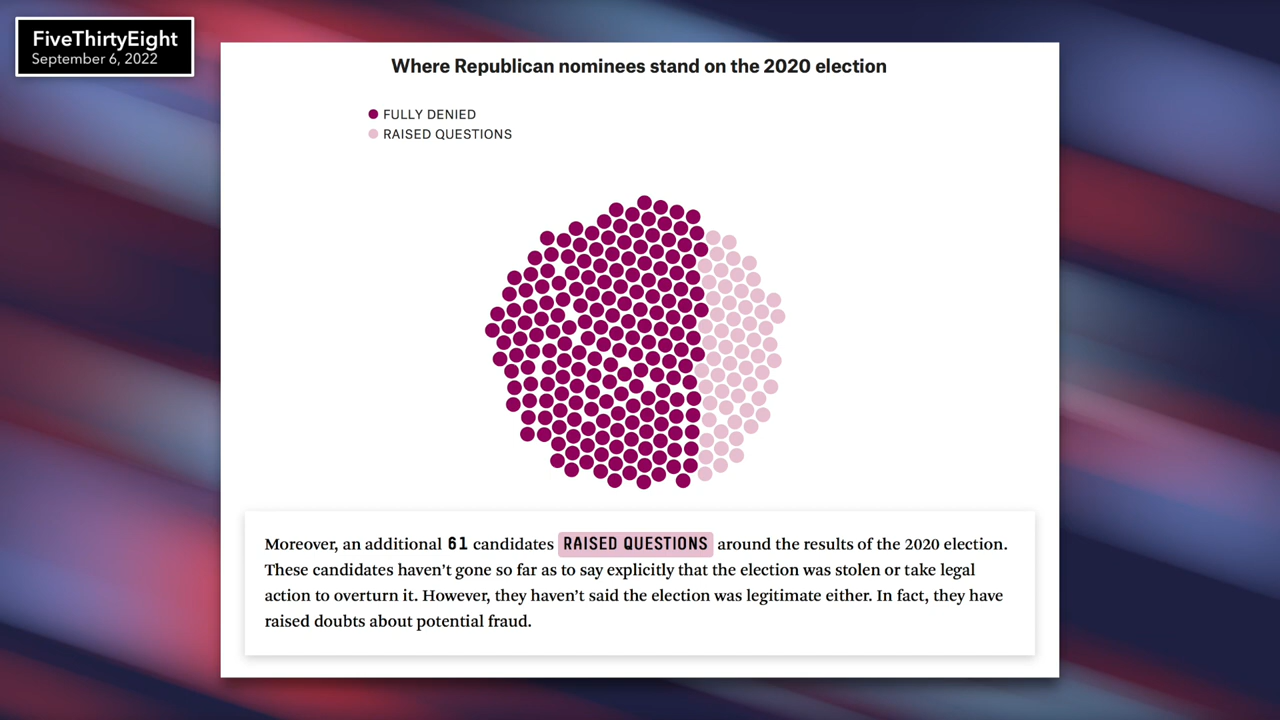 FiveThirtyEight
September 6, 2022
Where Republican nominees stand on the 2020 election
FULLY DENIED
RAISED QUESTIONS
Moreover, an additional 61 candidates RAISED QUESTIONS around the results of the 2020 election.
These candidates haven't gone so far as to say explicitly that the election was stolen or take legal
action to overturn it. However, they haven't said the election was legitimate either. In fact, they have
raised doubts about potential fraud.